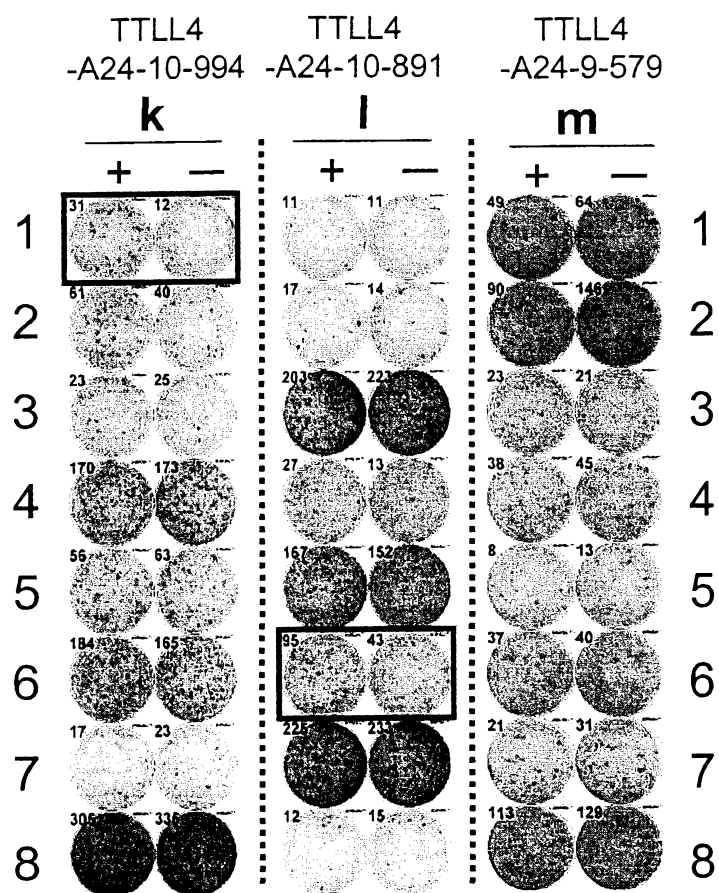 TTLL4 TTLL4 TTLL4
-A24-10-994 -A24-10-891 -A24-9-579
k l m
+ — + — + —
1 31 12 11 11 49 64 1
2 61 40 17 14 90 146 2
3 23 25 203 223 23 21 3
4 170 173 27 13 38 45 4
5 56 63 167 152 8 13 5
6 184 165 95 43 37 40 6
7 17 23 225 233 21 31 7
8 305 335 12 15 113 129 8